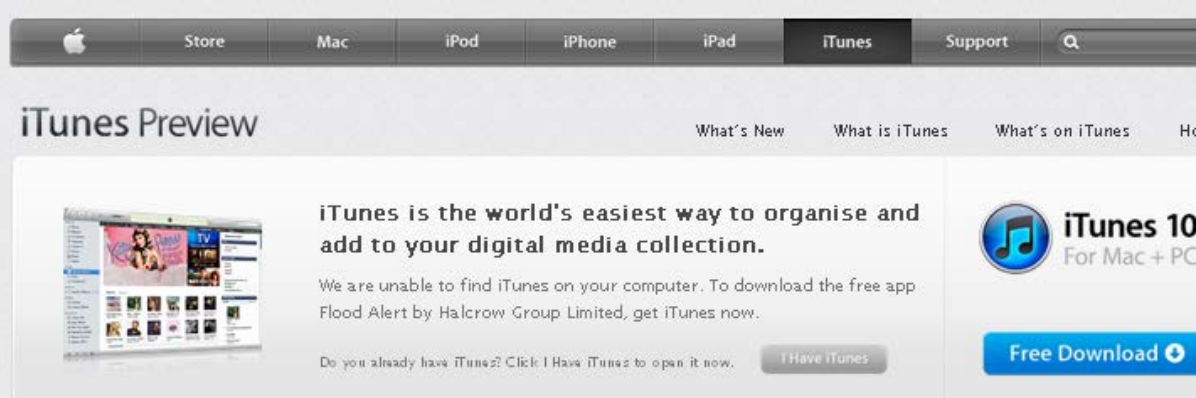 Store Mac iPod iPhone iPad iTunes Support
iTunes Preview
What's New What is iTunes What's on iTunes
iTunes is the world's easiest way to organise and
add to your digital media collection.
We are unable to find iTunes on your computer. To download the free app
Flood Alert by Halcrow Group Limited, get iTunes now.
Do you already have iTunes? Click I Have iTunes to open it now.
I Have iTunes
iTunes 10
For Mac + PC
Free Download
TV